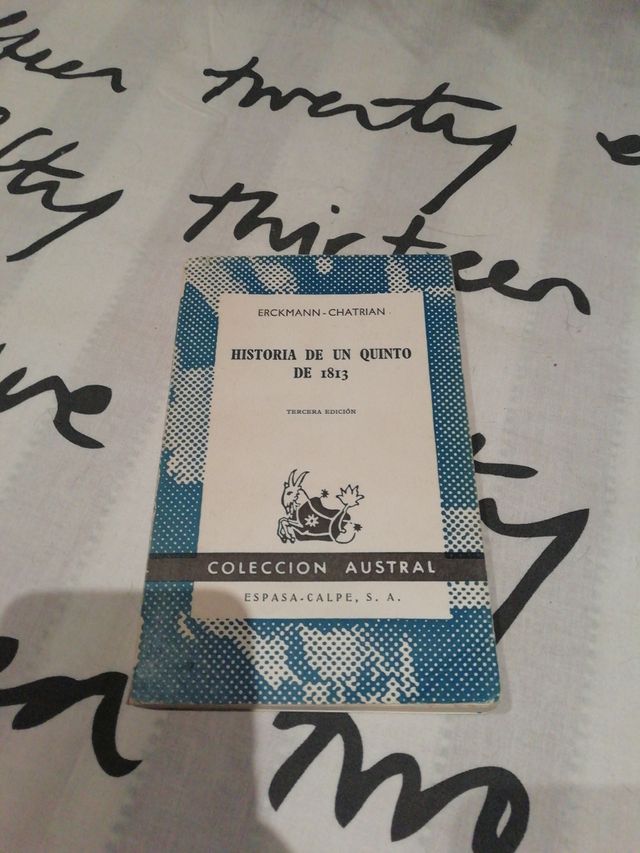 twenty
thirteen
ERCKMANN-CHATRIAN
HISTORIA DE UN QUINTO
DE 1813
TERCERA EDICIÓN
COLECCION AUSTRAL
ESPASA-CALPE, S. A.